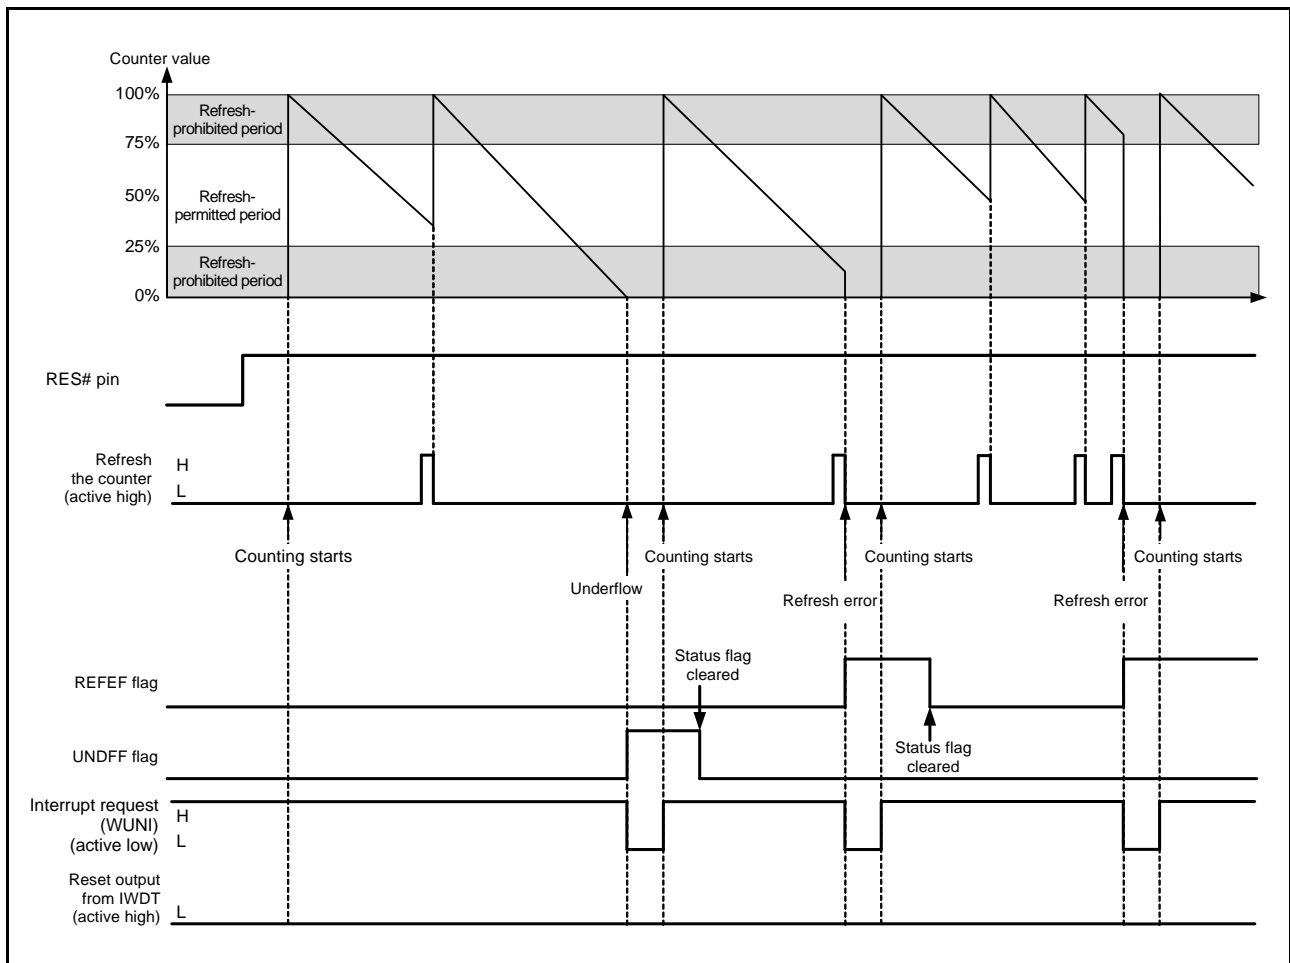 Counter value
100%
Refresh-
prohibited period
75%
50%
Refresh-
permitted period
25%
Refresh-
prohibited period
0%
RES# pin
Refresh
the counter
(active high)
H
L
Counting starts
Underflow
Counting starts
Refresh error
Counting starts
Refresh error
Counting starts
REFEF flag
Status flag
cleared
Status flag
cleared
UNDFF flag
Interrupt request
(WUNI)
(active low)
H
L
Reset output
from IWDT
(active high)
L